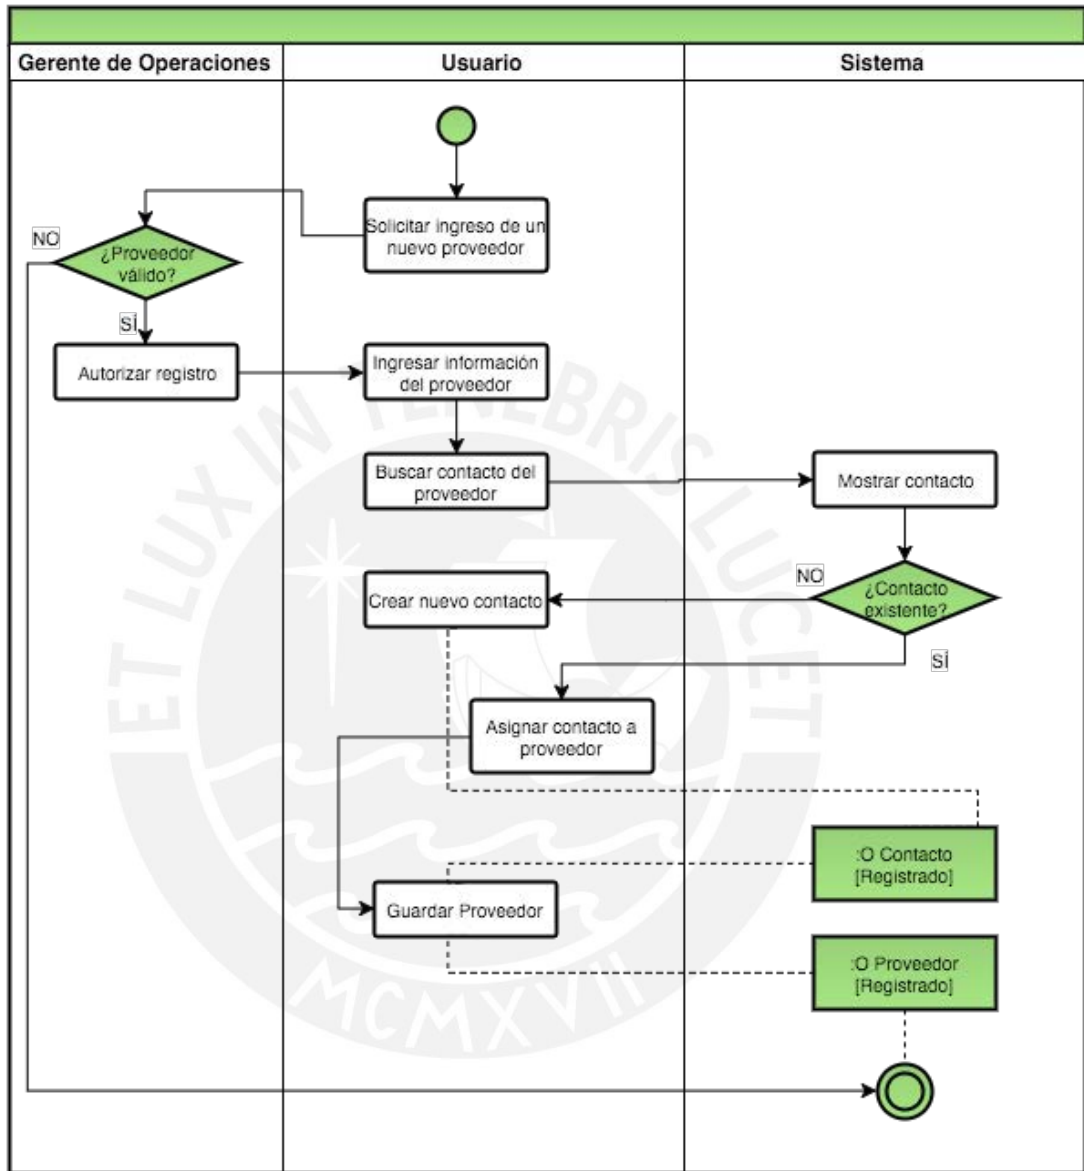 Gerente de Operaciones
Usuario
Sistema
Solicitar ingreso de un
nuevo proveedor
NO
¿Proveedor
válido?
SÍ
Autorizar registro
Ingresar información
del proveedor
Buscar contacto del
proveedor
Mostrar contacto
NO
¿Contacto
existente?
Crear nuevo contacto
SÍ
Asignar contacto a
proveedor
:O Contacto
[Registrado]
Guardar Proveedor
:O Proveedor
[Registrado]
ET LUX IN TENEBRIS LUCET
MCMXVII